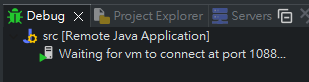 Debug Project Explorer Servers
src [Remote Java Application]
Waiting for vm to connect at port 1088...